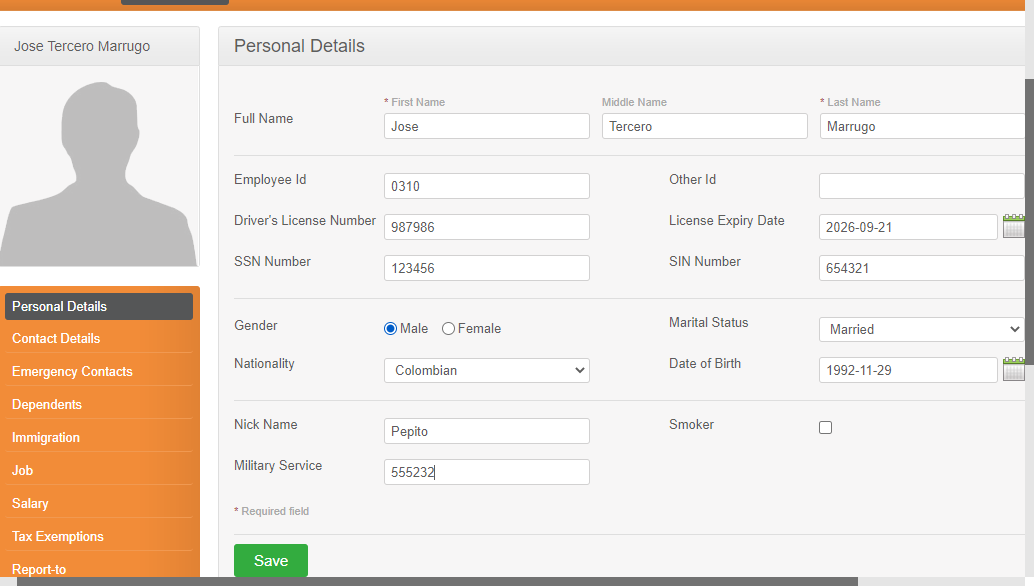 Jose Tercero Marrugo
Personal Details
Contact Details
Emergency Contacts
Dependents
Immigration
Job
Salary
Tax Exemptions
Report-to
Personal Details
* First Name Middle Name * Last Name
Full Name Jose Tercero Marrugo
Employee Id 0310 Other Id
Driver's License Number 987986 License Expiry Date 2026-09-21
SSN Number 123456 SIN Number 654321
Gender Male Female Marital Status Married
Nationality Colombian Date of Birth 1992-11-29
Nick Name Pepito Smoker
Military Service 555232
* Required field
Save